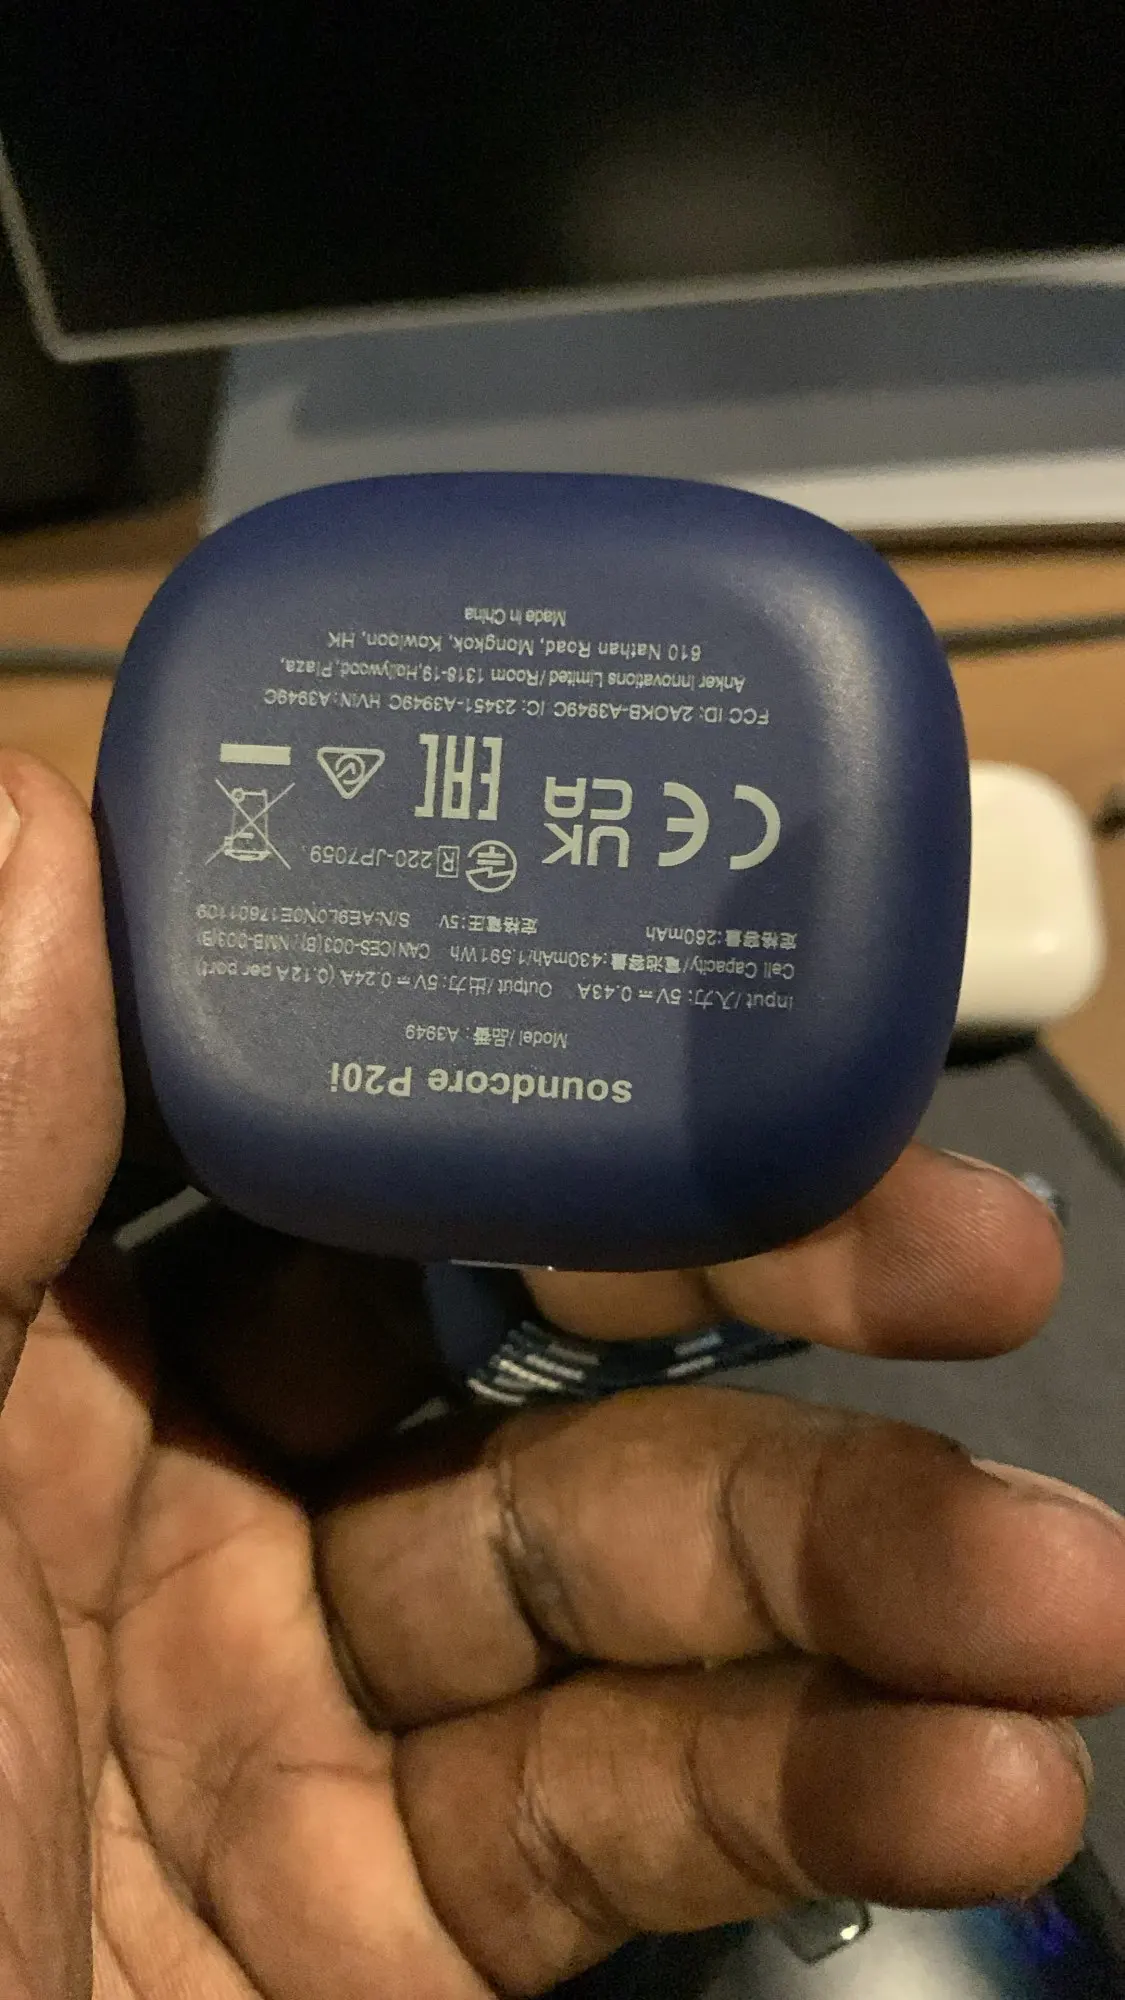 soundcore P20i
Model/品番: A3949
Input/入力: 5V⎓0.43A Output/出力: 5V⎓0.24A (0.12A per port)
Cell Capacity/電池容量:430mAh/1.591Wh CAN ICES-003(B)/NMB-003(B)
定格容量:260mAh 定格電圧:5V S/N:AE9L0N0E17601109
R 220-JP7059,
CE UKCA EAC
FCC ID: 2AOKB-A3949C IC: 23451-A3949C HVIN:A3949C
Anker Innovations Limited/Room 1318-19,Hollywood Plaza,
610 Nathan Road, Mongkok, Kowloon, HK
Made in China